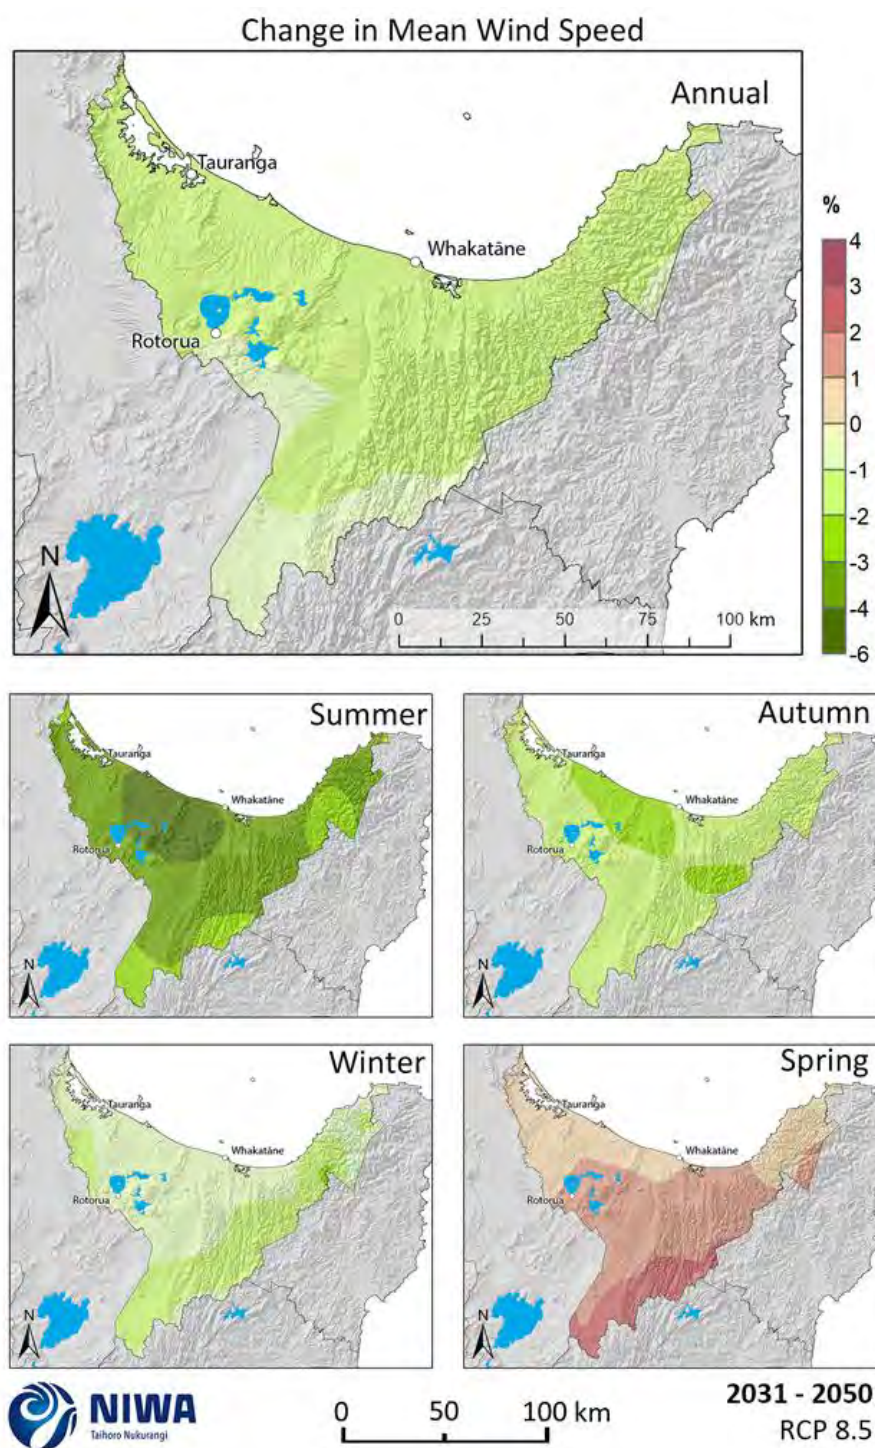 Change in Mean Wind Speed
Annual
Tauranga
Whakatāne
Rotorua
%
4
3
2
1
0
-1
-2
-3
-4
-6
N
0 25 50 75 100 km
Summer
Tauranga
Whakatāne
Rotorua
N
Autumn
Tauranga
Whakatāne
Rotorua
N
Winter
Tauranga
Whakatāne
Rotorua
N
Spring
Tauranga
Whakatāne
Rotorua
N
NIWA
Taihoro Nukurangi
0 50 100 km
2031 - 2050
RCP 8.5